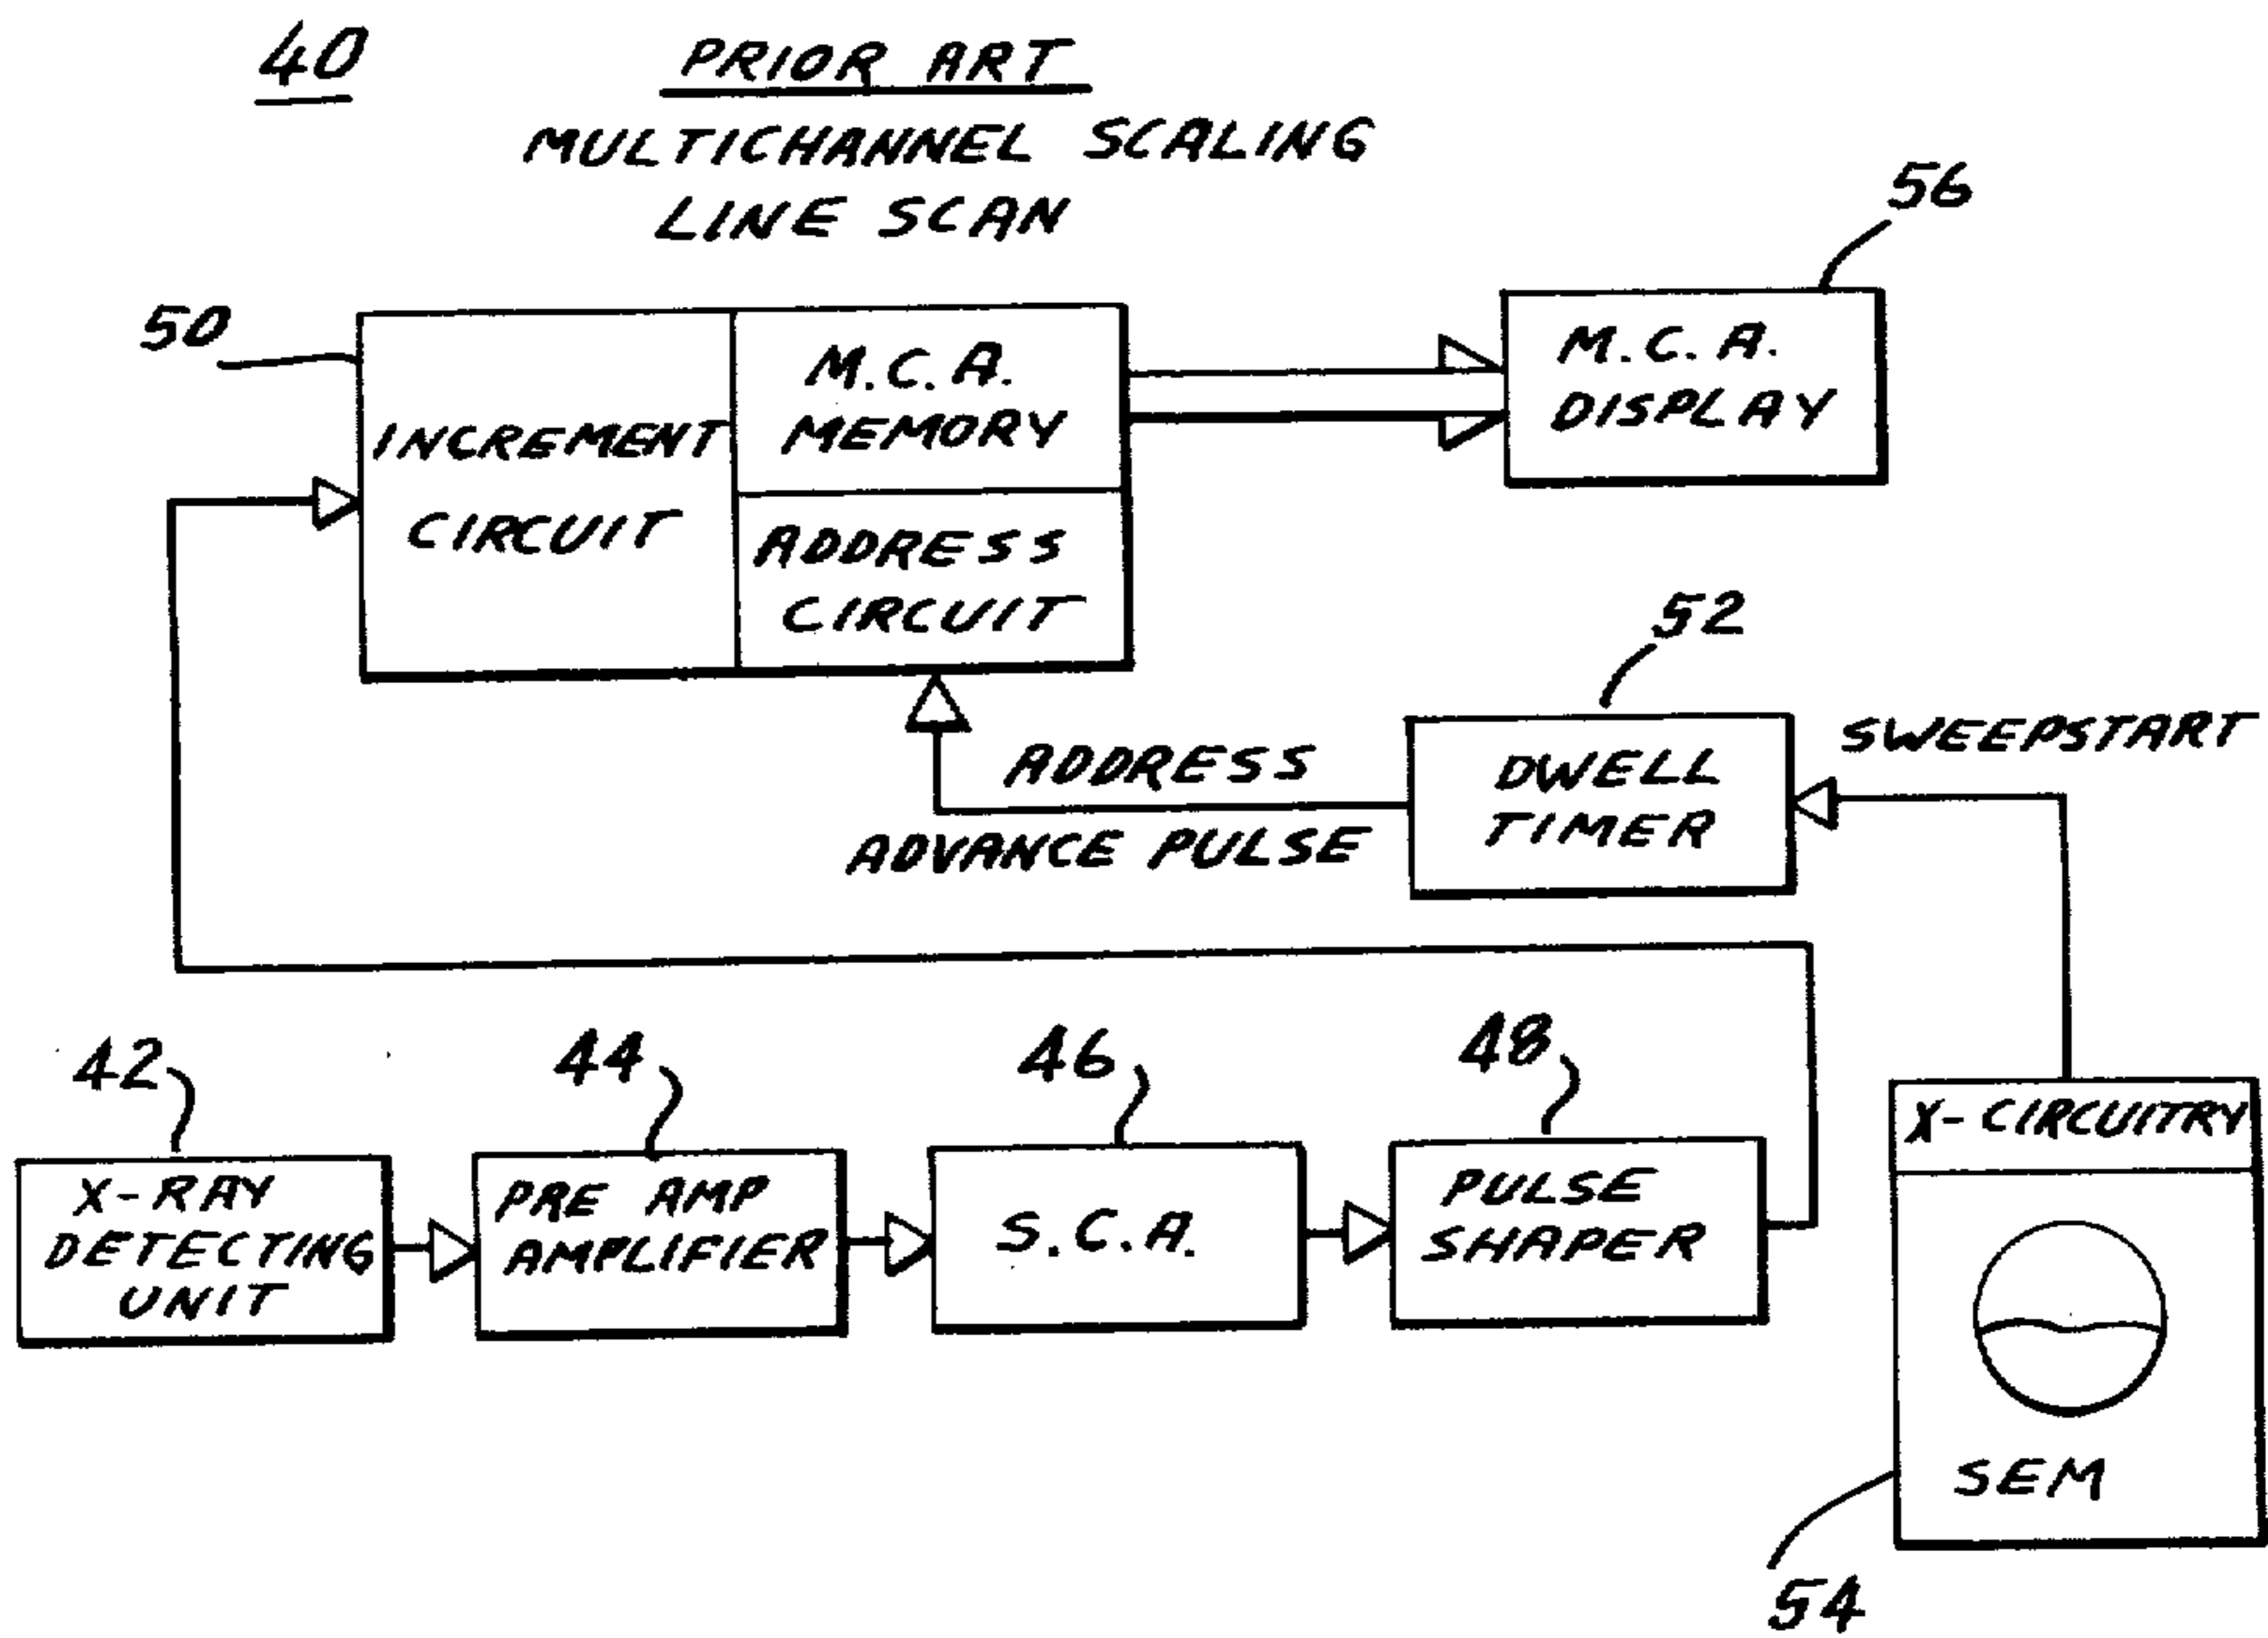 40
PRIOR ART
MULTICHANNEL SCALING
LINE SCAN
56
50
INCREMENT
CIRCUIT
M.C.A.
MEMORY
ADDRESS
CIRCUIT
M.C.A.
DISPLAY
52
ADDRESS
ADVANCE PULSE
DWELL
TIMER
SWEEPSTART
42
X-RAY
DETECTING
UNIT
44
PRE AMP
AMPLIFIER
46
S.C.A.
48
PULSE
SHAPER
X-CIRCUITRY
SEM
54